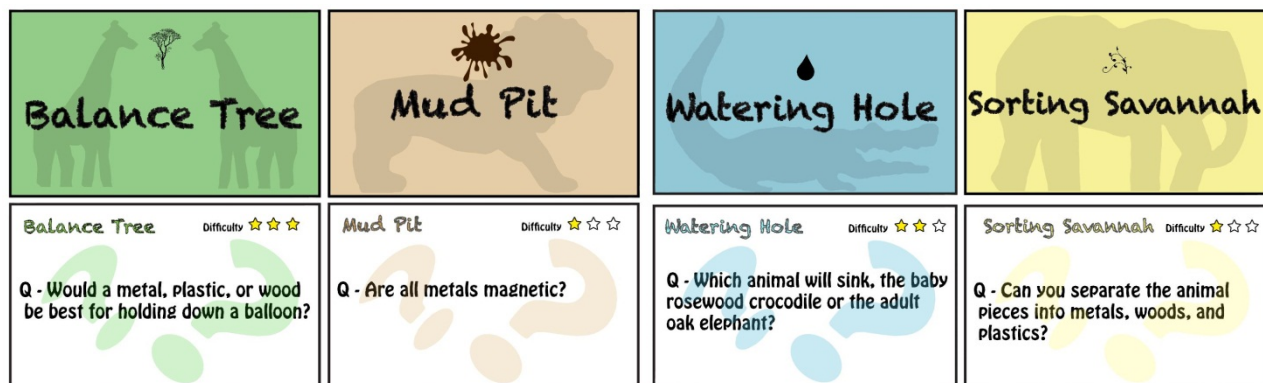 Balance Tree
Mud Pit
Watering Hole
Sorting Savannah
Balance Tree
Difficulty
Q - Would a metal, plastic, or wood
be best for holding down a balloon?
Mud Pit
Difficulty
Q - Are all metals magnetic?
Watering Hole
Difficulty
Q - Which animal will sink, the baby
rosewood crocodile or the adult
oak elephant?
Sorting Savannah
Difficulty
Q - Can you separate the animal
pieces into metals, woods, and
plastics?